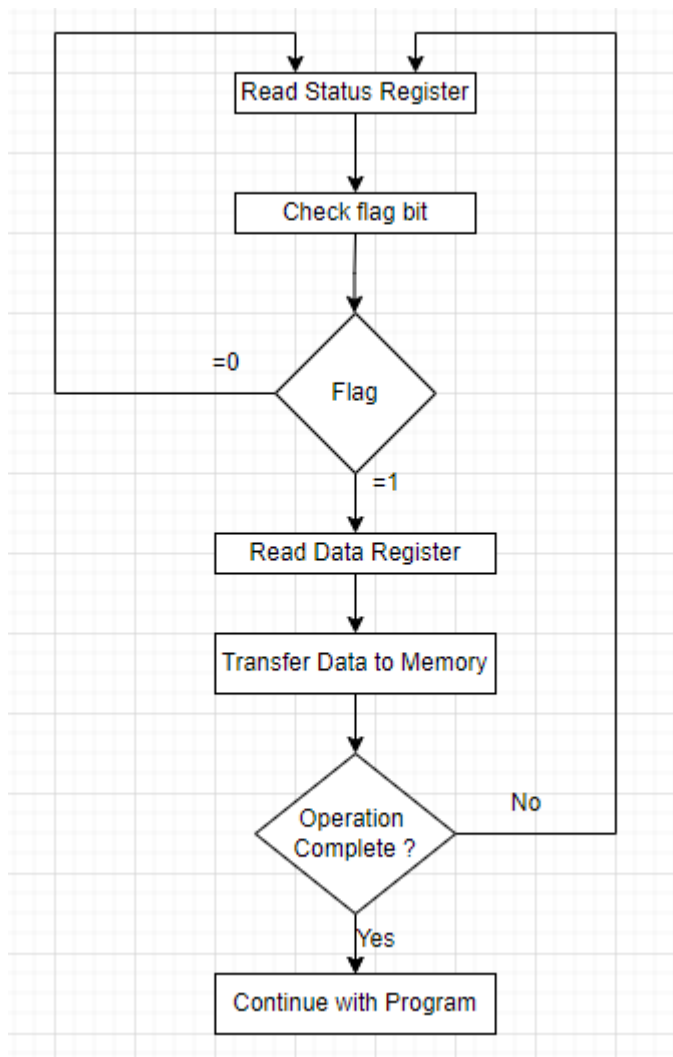 Read Status Register
Check flag bit
=0
Flag
=1
Read Data Register
Transfer Data to Memory
No
Operation
Complete ?
Yes
Continue with Program